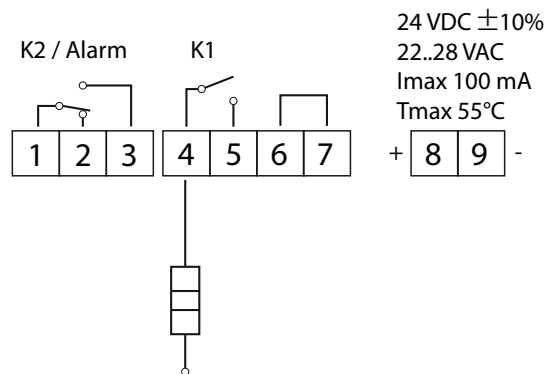 24 VDC ±10%
K2 / Alarm K1
22..28 VAC
Imax 100 mA
Tmax 55°C
1 2 3 4 5 6 7 + 8 9 -